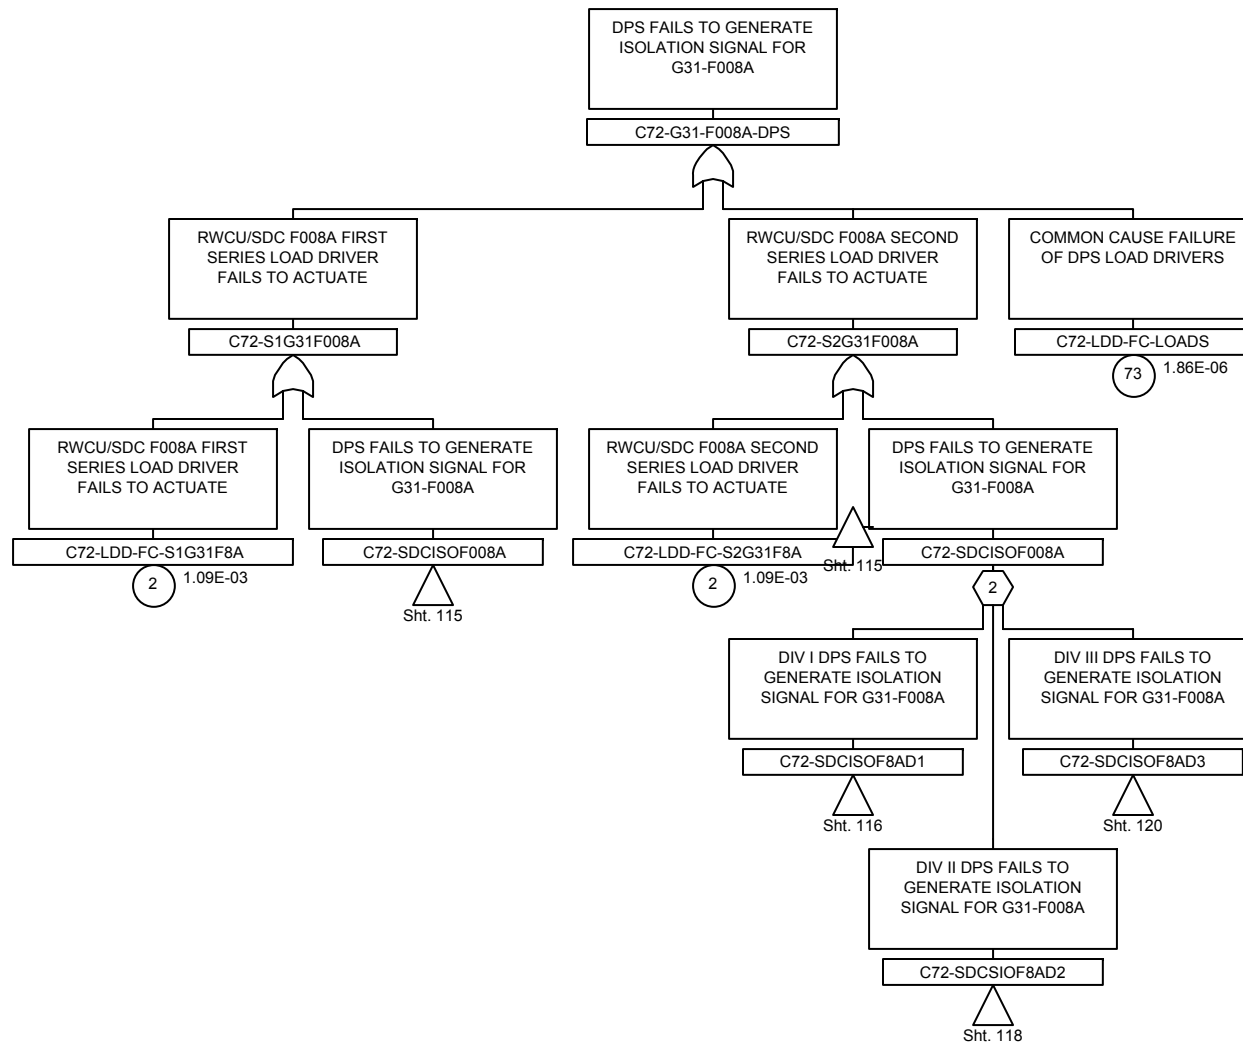 DPS FAILS TO GENERATE
ISOLATION SIGNAL FOR
G31-F008A
C72-G31-F008A-DPS
RWCU/SDC F008A FIRST
SERIES LOAD DRIVER
FAILS TO ACTUATE
C72-S1G31F008A
RWCU/SDC F008A SECOND
SERIES LOAD DRIVER
FAILS TO ACTUATE
C72-S2G31F008A
COMMON CAUSE FAILURE
OF DPS LOAD DRIVERS
C72-LDD-FC-LOADS
73
1.86E-06
RWCU/SDC F008A FIRST
SERIES LOAD DRIVER
FAILS TO ACTUATE
C72-LDD-FC-S1G31F8A
2
1.09E-03
DPS FAILS TO GENERATE
ISOLATION SIGNAL FOR
G31-F008A
C72-SDCISOF008A
Sht. 115
RWCU/SDC F008A SECOND
SERIES LOAD DRIVER
FAILS TO ACTUATE
C72-LDD-FC-S2G31F8A
2
1.09E-03
Sht. 115
DPS FAILS TO GENERATE
ISOLATION SIGNAL FOR
G31-F008A
C72-SDCISOF008A
2
DIV I DPS FAILS TO
GENERATE ISOLATION
SIGNAL FOR G31-F008A
C72-SDCISOF8AD1
Sht. 116
DIV III DPS FAILS TO
GENERATE ISOLATION
SIGNAL FOR G31-F008A
C72-SDCISOF8AD3
Sht. 120
DIV II DPS FAILS TO
GENERATE ISOLATION
SIGNAL FOR G31-F008A
C72-SDCSIOF8AD2
Sht. 118